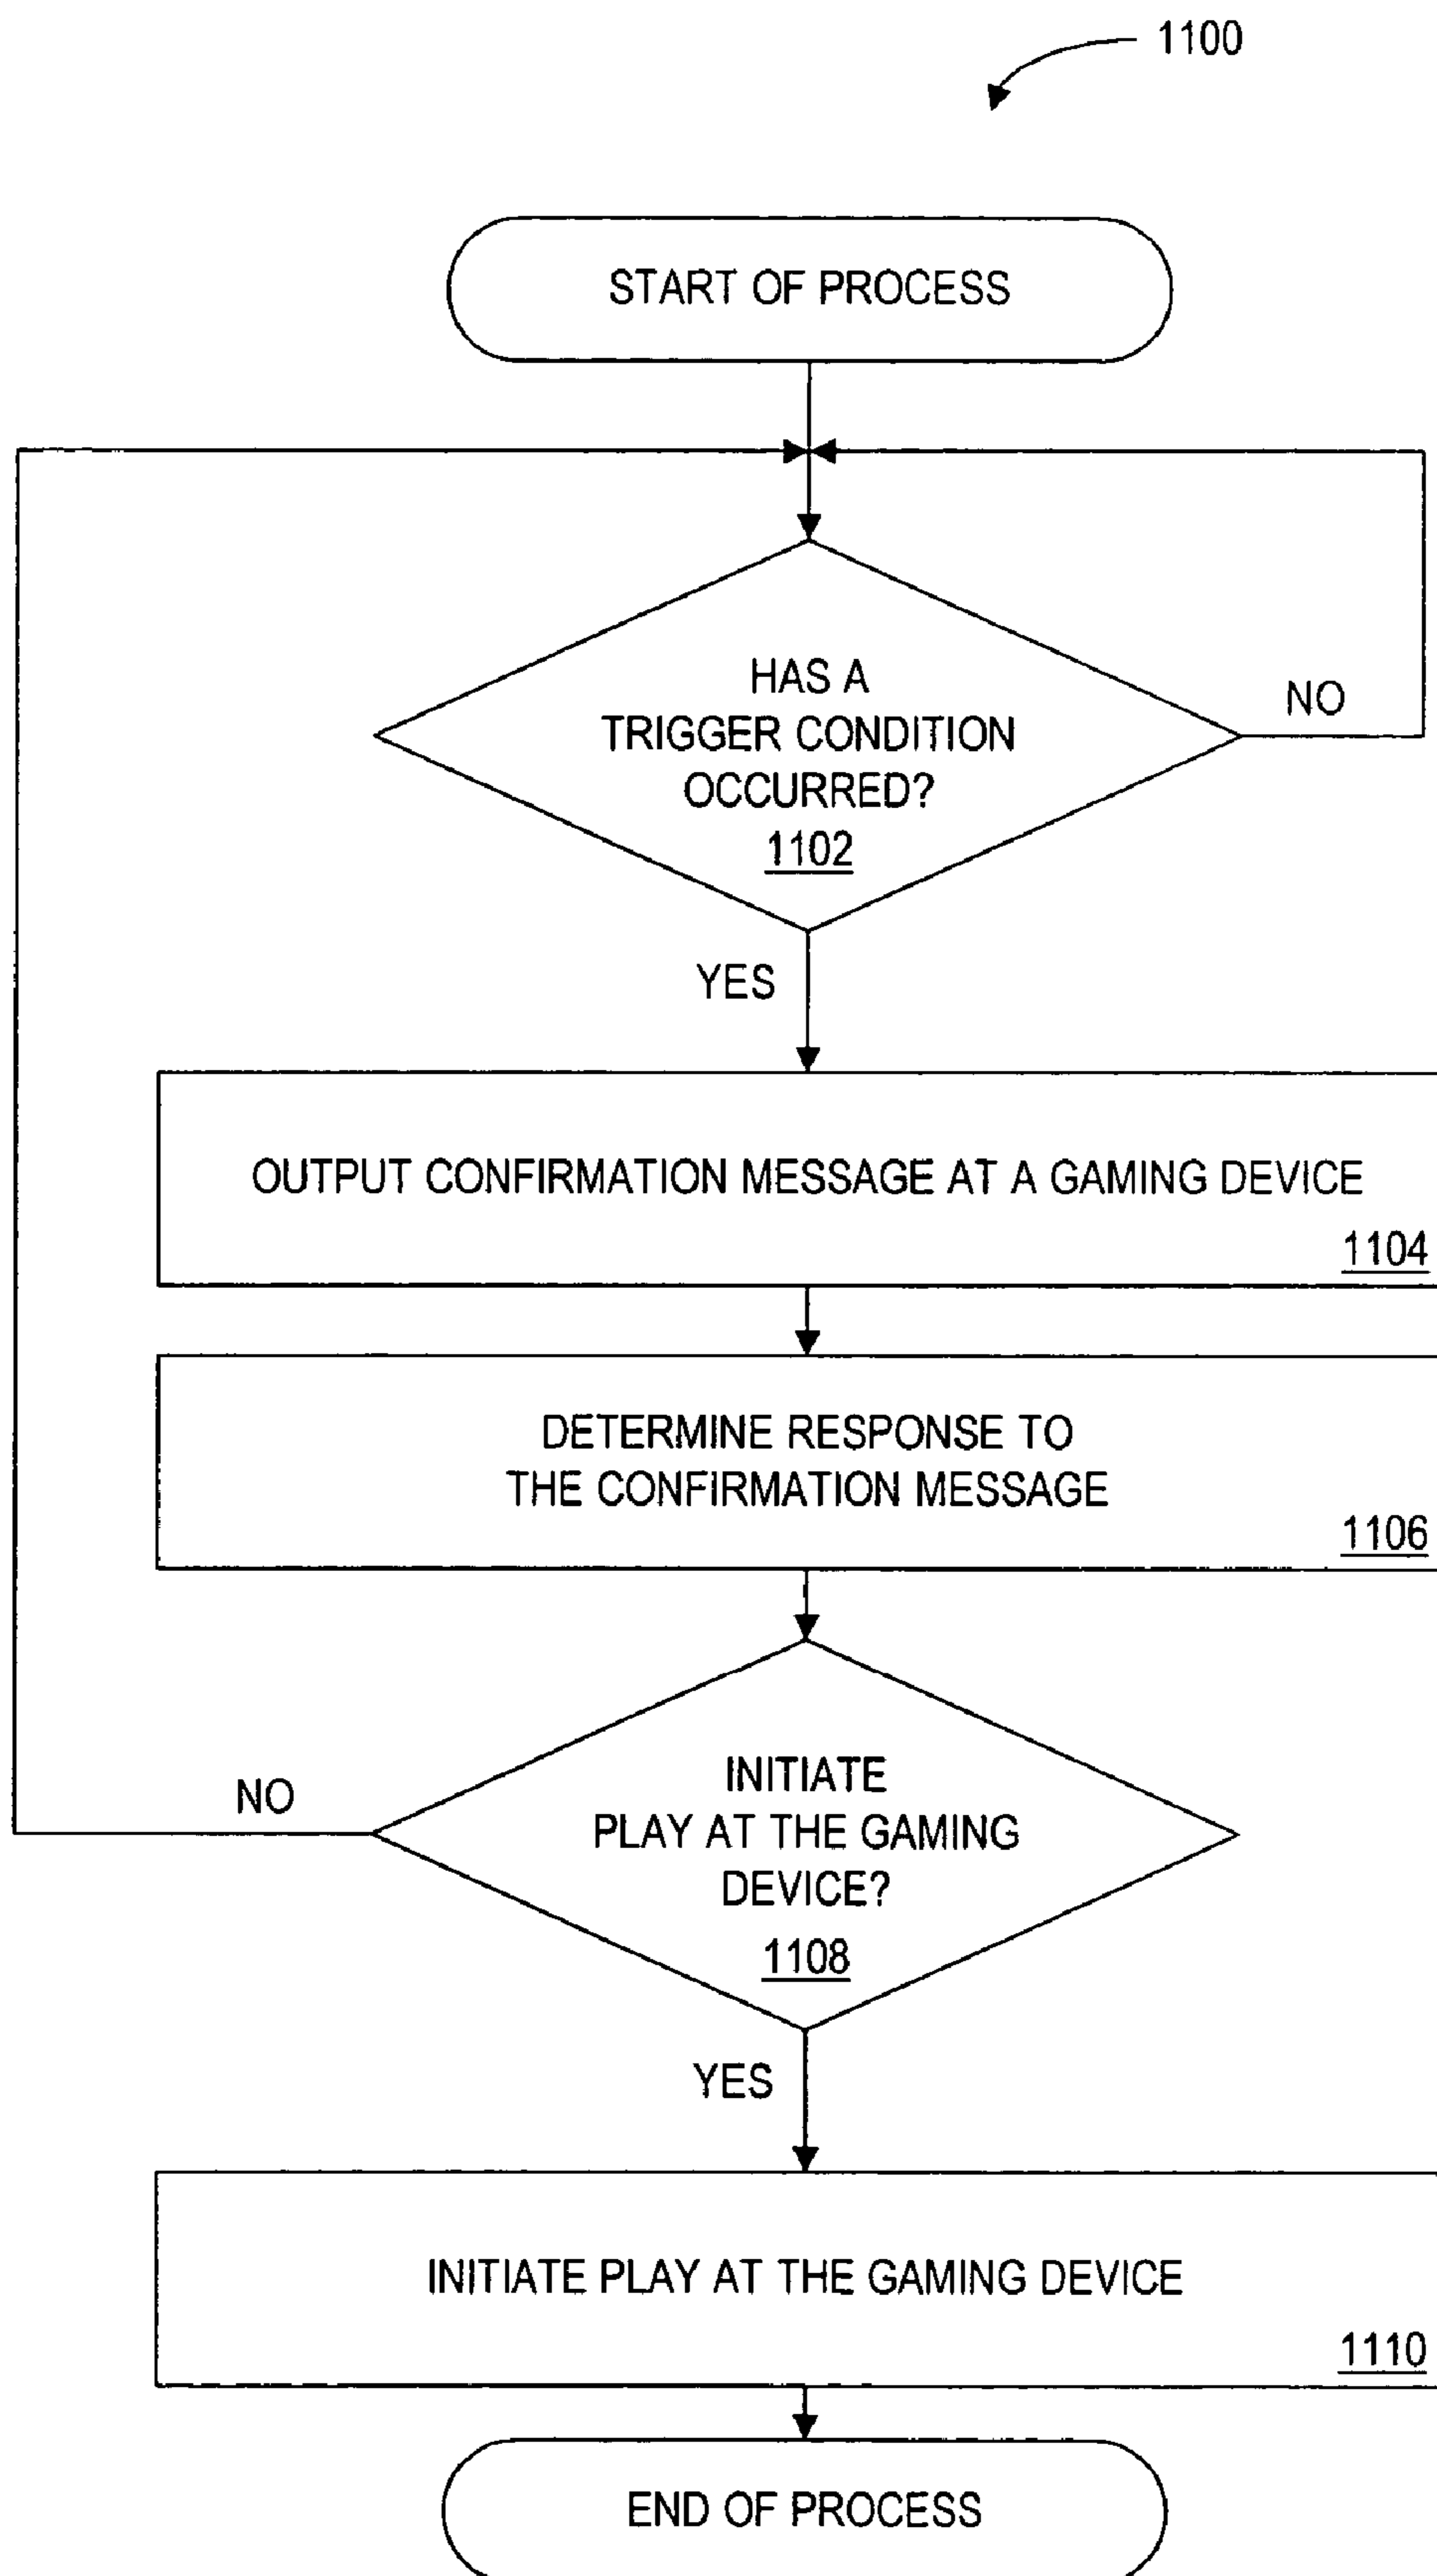 1100
START OF PROCESS
HAS A
TRIGGER CONDITION
OCCURRED?
1102
NO
YES
OUTPUT CONFIRMATION MESSAGE AT A GAMING DEVICE
1104
DETERMINE RESPONSE TO
THE CONFIRMATION MESSAGE
1106
INITIATE
PLAY AT THE GAMING
DEVICE?
1108
NO
YES
INITIATE PLAY AT THE GAMING DEVICE
1110
END OF PROCESS